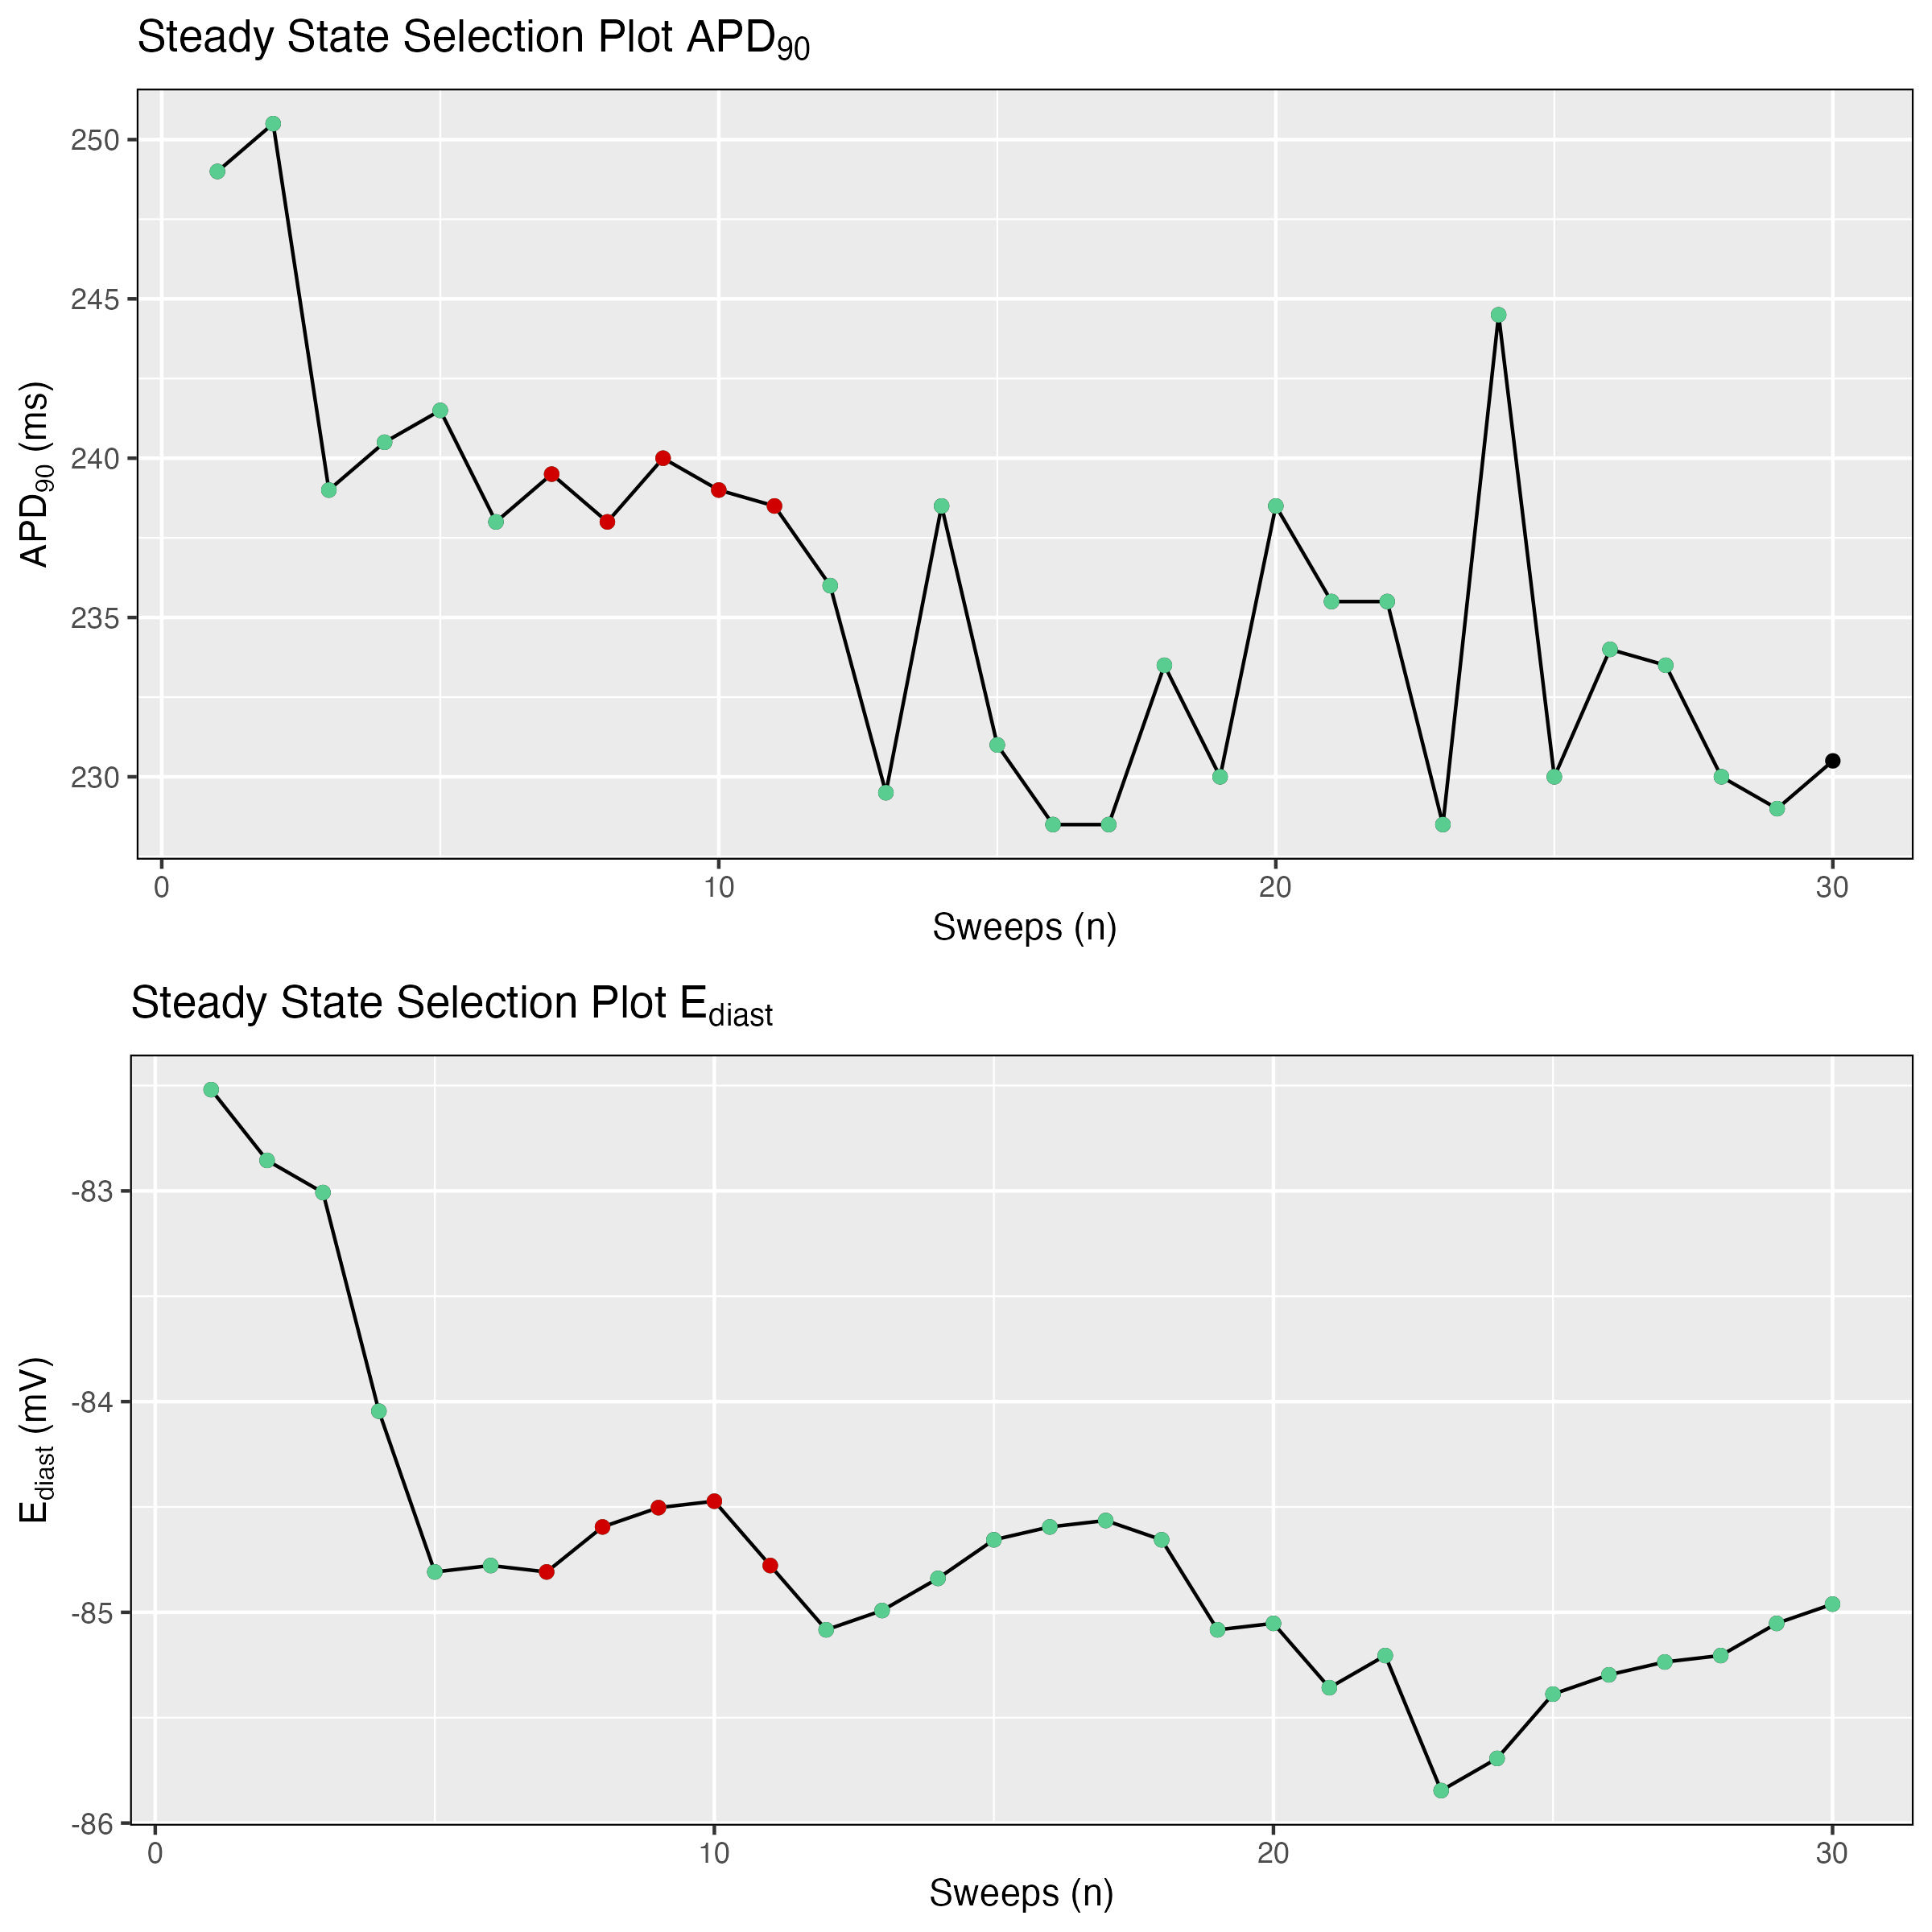 Steady State Selection Plot APD90
250
245
240
235
230
APD90 (ms)
0 10 20 30
Sweeps (n)
Steady State Selection Plot Ediast
-83
-84
-85
-86
Ediast (mV)
0 10 20 30
Sweeps (n)